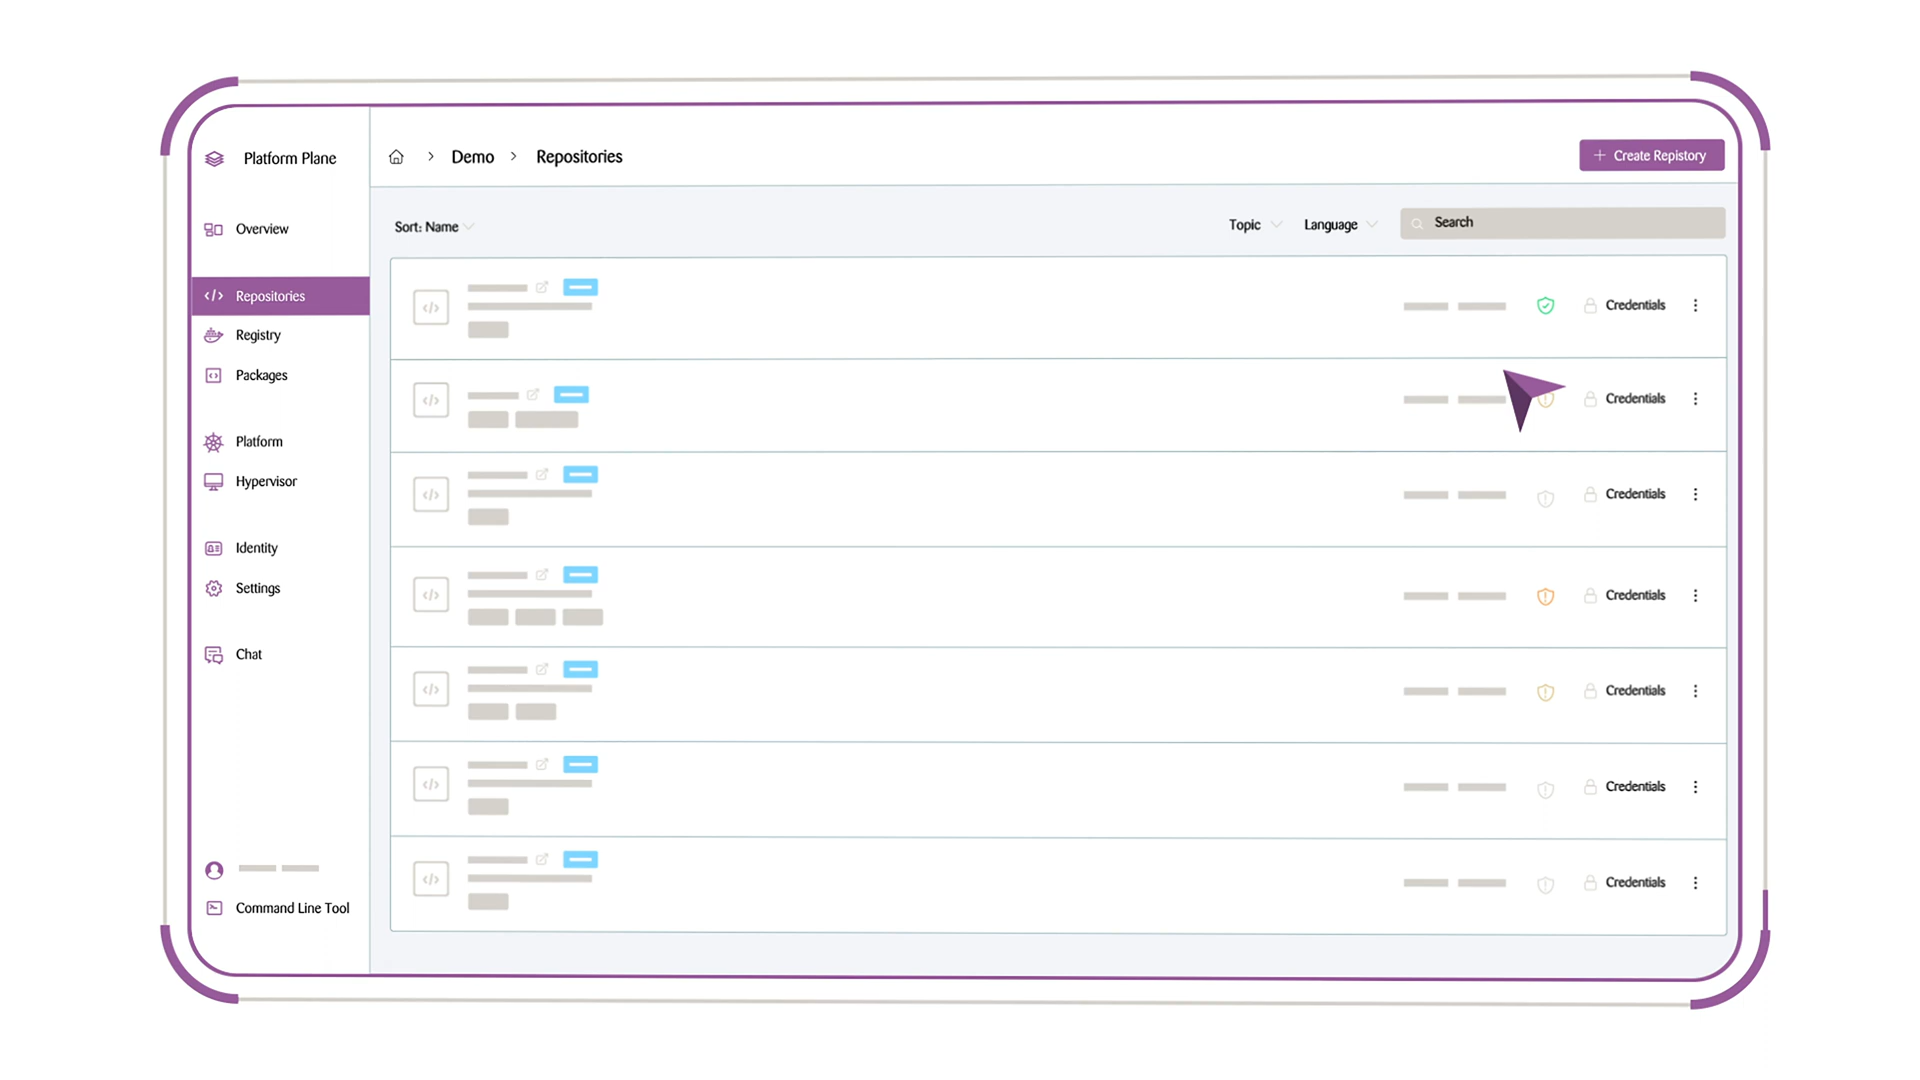 Platform Plane
Overview
Repositories
Registry
Packages
Platform
Hypervisor
Identity
Settings
Chat
Command Line Tool
Demo > Repositories
+ Create Repistory
Sort: Name
Topic
Language
Search
Credentials
Credentials
Credentials
Credentials
Credentials
Credentials
Credentials